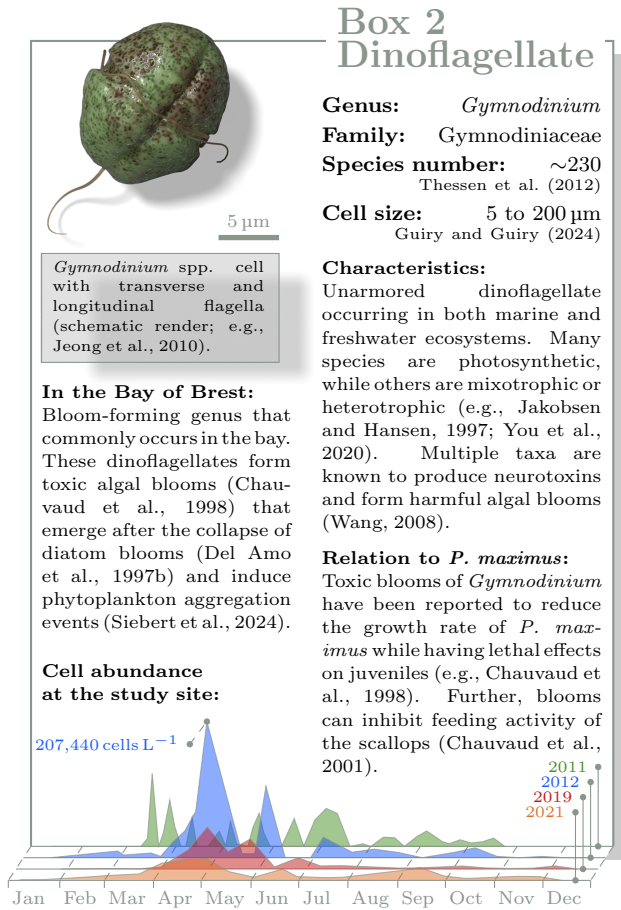 Box 2
Dinoflagellate
5 µm
Gymnodinium spp. cell
with transverse and
longitudinal flagella
(schematic render; e.g.,
Jeong et al., 2010).
In the Bay of Brest:
Bloom-forming genus that
commonly occurs in the bay.
These dinoflagellates form
toxic algal blooms (Chau-
vaud et al., 1998) that
emerge after the collapse of
diatom blooms (Del Amo
et al., 1997b) and induce
phytoplankton aggregation
events (Siebert et al., 2024).
Genus: Gymnodinium
Family: Gymnodiniaceae
Species number: ~230
Thessen et al. (2012)
Cell size: 5 to 200 µm
Guiry and Guiry (2024)
Characteristics:
Unarmored dinoflagellate
occurring in both marine and
freshwater ecosystems. Many
species are photosynthetic,
while others are mixotrophic or
heterotrophic (e.g., Jakobsen
and Hansen, 1997; You et al.,
2020). Multiple taxa are
known to produce neurotoxins
and form harmful algal blooms
(Wang, 2008).
Relation to P. maximus:
Toxic blooms of Gymnodinium
have been reported to reduce
the growth rate of P. max-
imus while having lethal effects
on juveniles (e.g., Chauvaud et
al., 1998). Further, blooms
can inhibit feeding activity of
the scallops (Chauvaud et al.,
2001).
Cell abundance
at the study site:
207,440 cells L⁻¹
2011
2012
2019
2021
Jan Feb Mar Apr May Jun Jul Aug Sep Oct Nov Dec